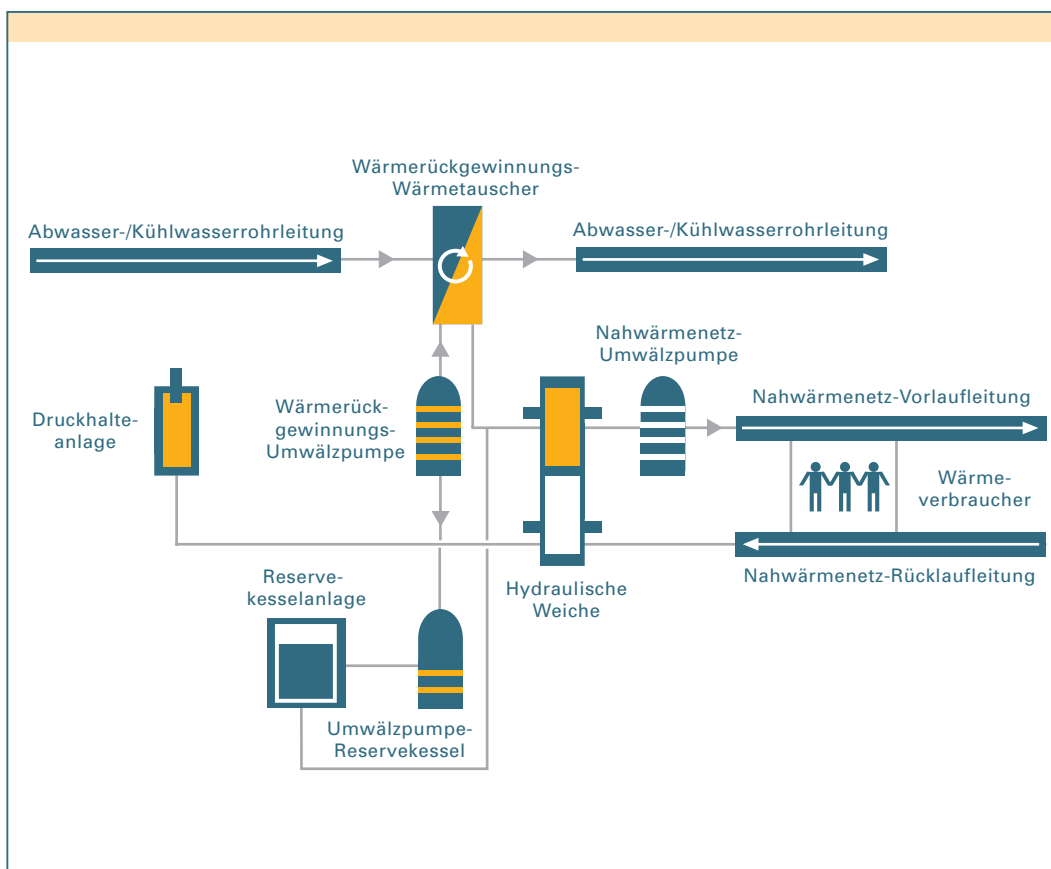 Wärmerückgewinnungs-
Wärmetauscher
Abwasser-/Kühlwasserrohrleitung
Abwasser-/Kühlwasserrohrleitung
Nahwärmenetz-
Umwälzpumpe
Druckhalte-
anlage
Wärmerück-
gewinnungs-
Umwälzpumpe
Nahwärmenetz-Vorlaufleitung
Wärme-
verbraucher
Nahwärmenetz-Rücklaufleitung
Reserve-
kesselanlage
Hydraulische
Weiche
Umwälzpumpe-
Reservekessel